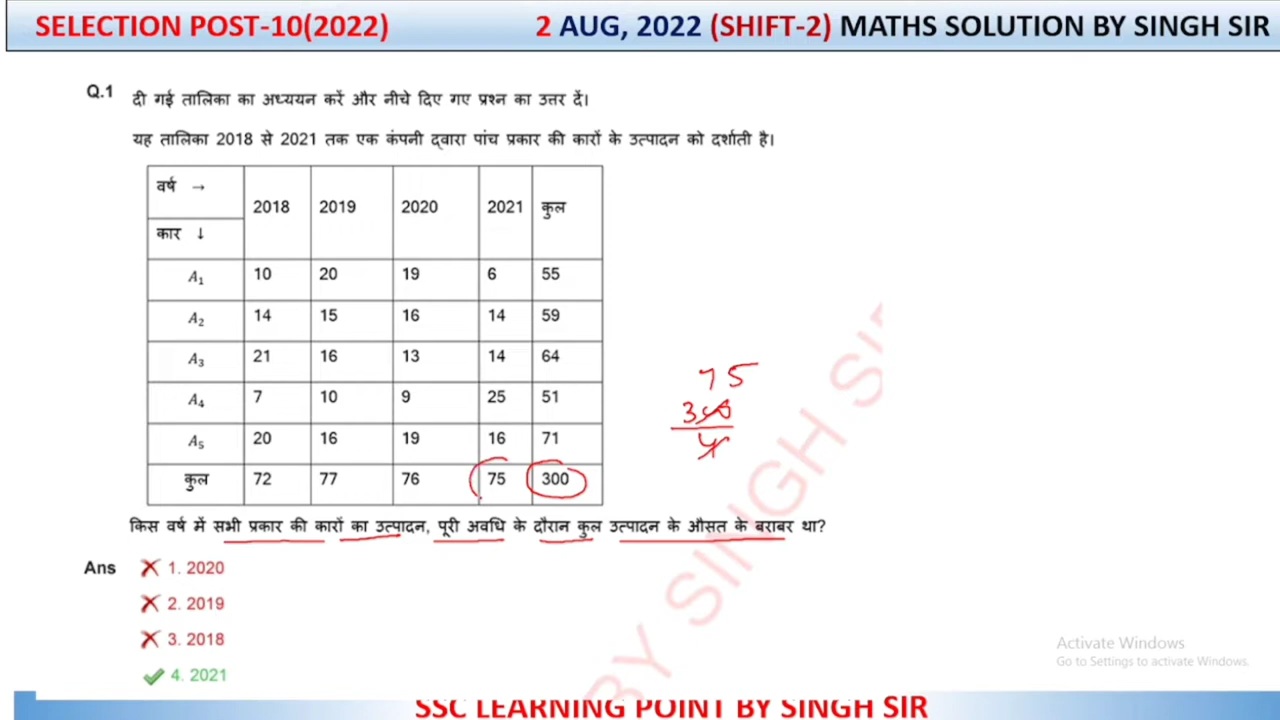 SELECTION POST-10(2022) 2 AUG, 2022 (SHIFT-2) MATHS SOLUTION BY SINGH SIR
Q.1 दी गई तालिका का अध्ययन करें और नीचे दिए गए प्रश्न का उत्तर दें।
यह तालिका 2018 से 2021 तक एक कंपनी द्वारा पांच प्रकार की कारों के उत्पादन को दर्शाती है।
वर्ष →
2018 2019 2020 2021 कुल
कार ↓
A₁ 10 20 19 6 55
A₂ 14 15 16 14 59
A₃ 21 16 13 14 64
A₄ 7 10 9 25 51
A₅ 20 16 19 16 71
कुल 72 77 76 75 300
75
300
4
किस वर्ष में सभी प्रकार की कारों का उत्पादन, पूरी अवधि के दौरान कुल उत्पादन के औसत के बराबर था?
Ans 1. 2020
2. 2019
3. 2018
4. 2021
BY SINGH SIR
Activate Windows
Go to Settings to activate Windows.
SSC LEARNING POINT BY SINGH SIR